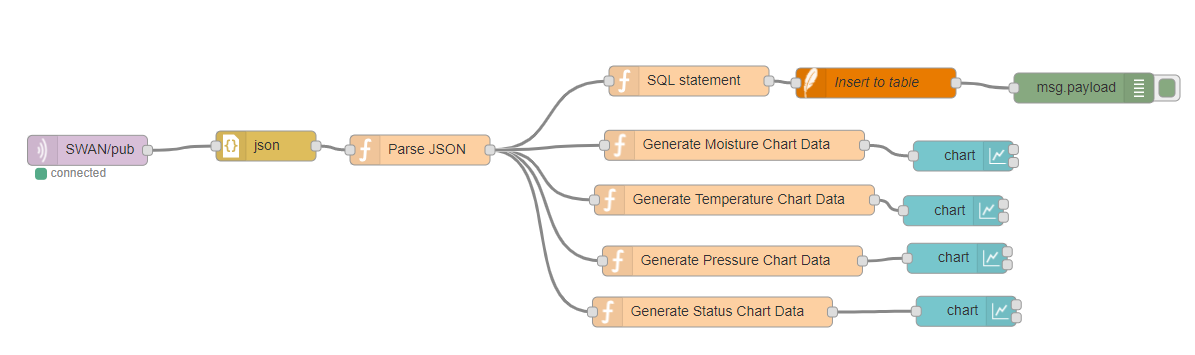 SWAN/pub
connected
json
Parse JSON
SQL statement
Insert to table
msg.payload
Generate Moisture Chart Data
chart
Generate Temperature Chart Data
chart
Generate Pressure Chart Data
chart
Generate Status Chart Data
chart